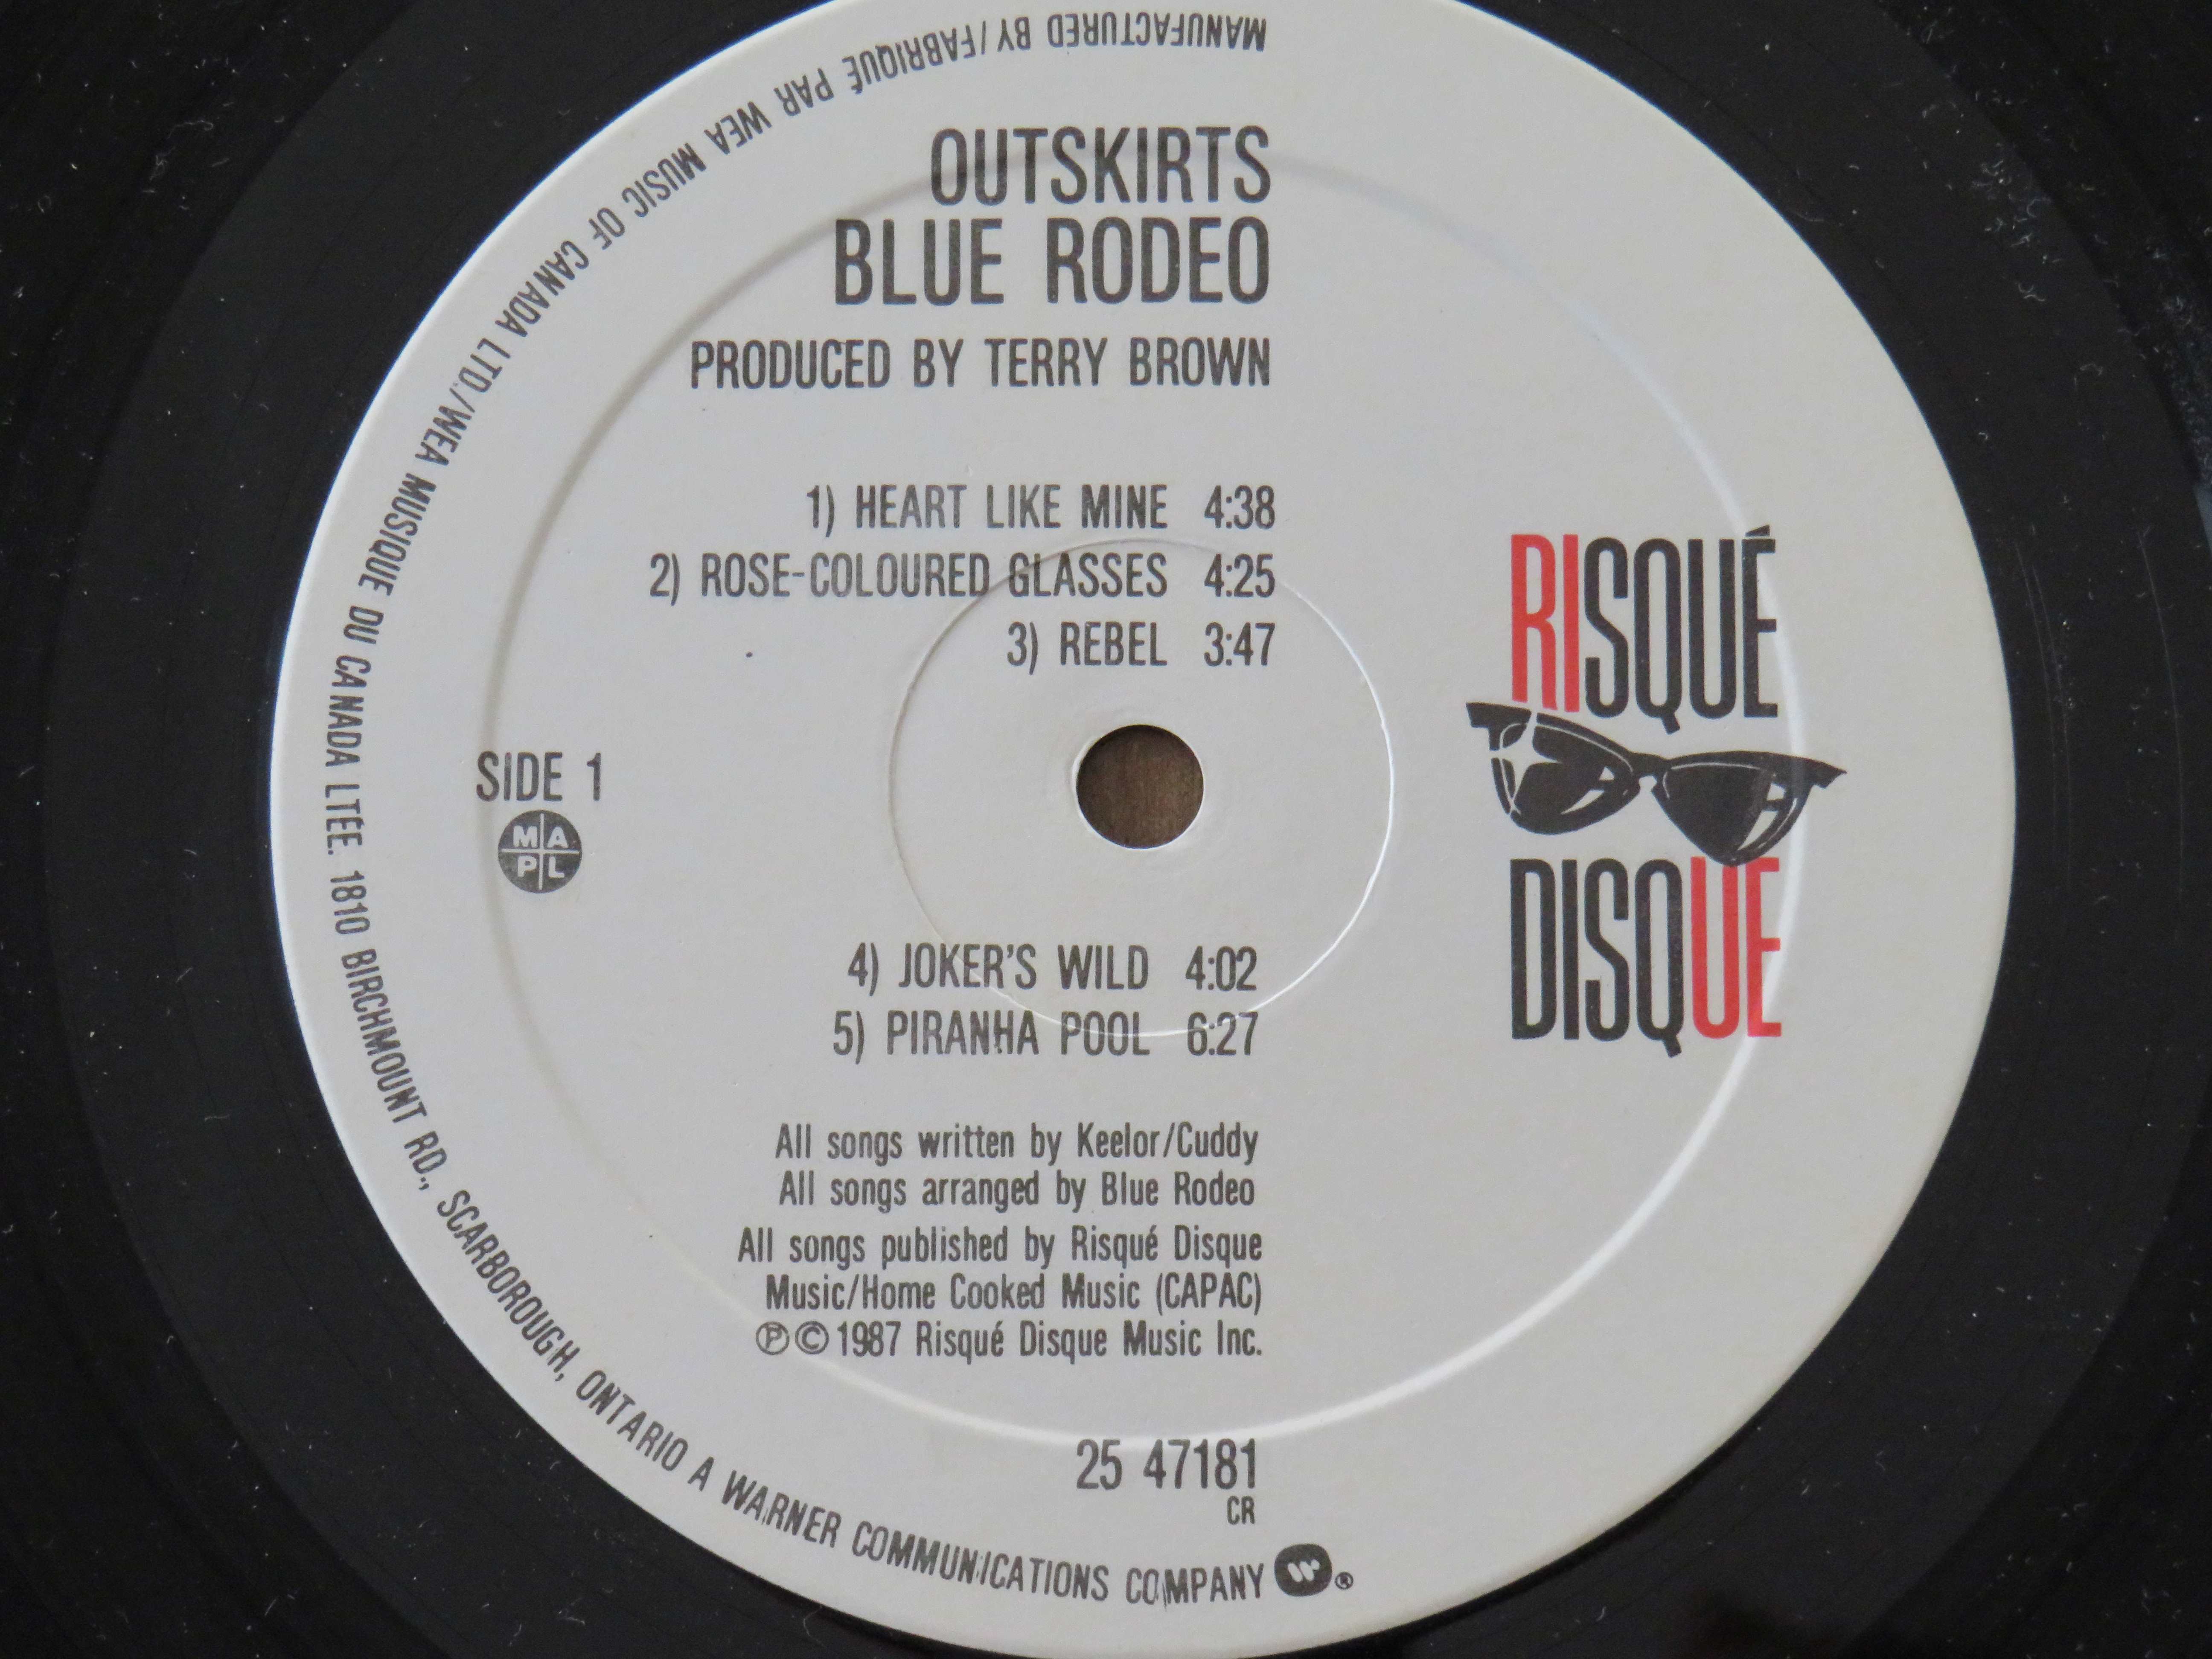 MANUFACTURED BY/FABRIQUÉ PAR WEA MUSIC OF CANADA LTD./WEA MUSIQUE DU CANADA LTÉE. 1810 BIRCHMOUNT RD., SCARBOROUGH, ONTARIO A WARNER COMMUNICATIONS COMPANY W ®
OUTSKIRTS
BLUE RODEO
PRODUCED BY TERRY BROWN
1) HEART LIKE MINE 4:38
2) ROSE-COLOURED GLASSES 4:25
3) REBEL 3:47
SIDE 1
MA
PL
RISQUÉ
DISQUE
4) JOKER'S WILD 4:02
5) PIRANHA POOL 6:27
All songs written by Keelor/Cuddy
All songs arranged by Blue Rodeo
All songs published by Risqué Disque
Music/Home Cooked Music (CAPAC)
℗©1987 Risqué Disque Music Inc.
25 47181
CR